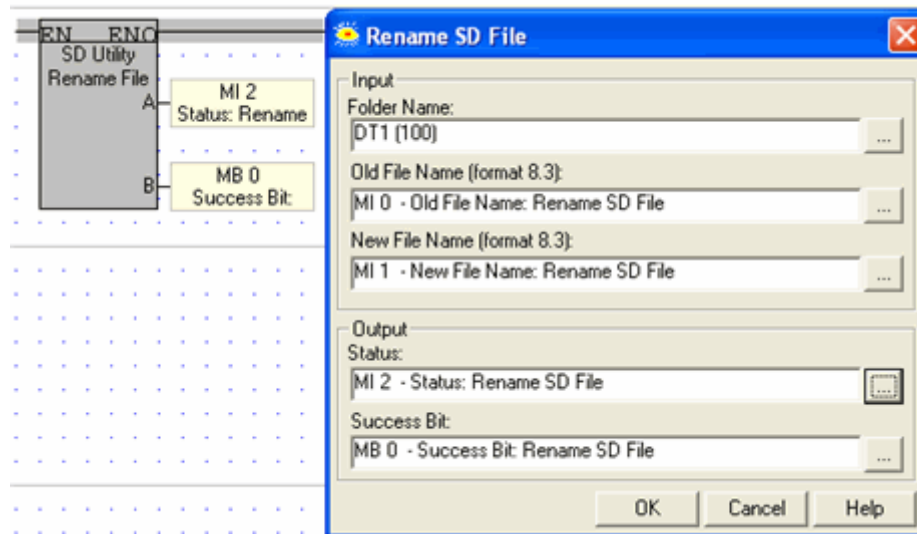 EN ENO
SD Utility
Rename File
A
MI 2
Status: Rename
B
MB 0
Success Bit:
Rename SD File
Input
Folder Name:
DT1 (100)
...
Old File Name (format 8.3):
MI 0 - Old File Name: Rename SD File
...
New File Name (format 8.3):
MI 1 - New File Name: Rename SD File
...
Output
Status:
MI 2 - Status: Rename SD File
...
Success Bit:
MB 0 - Success Bit: Rename SD File
...
OK Cancel Help